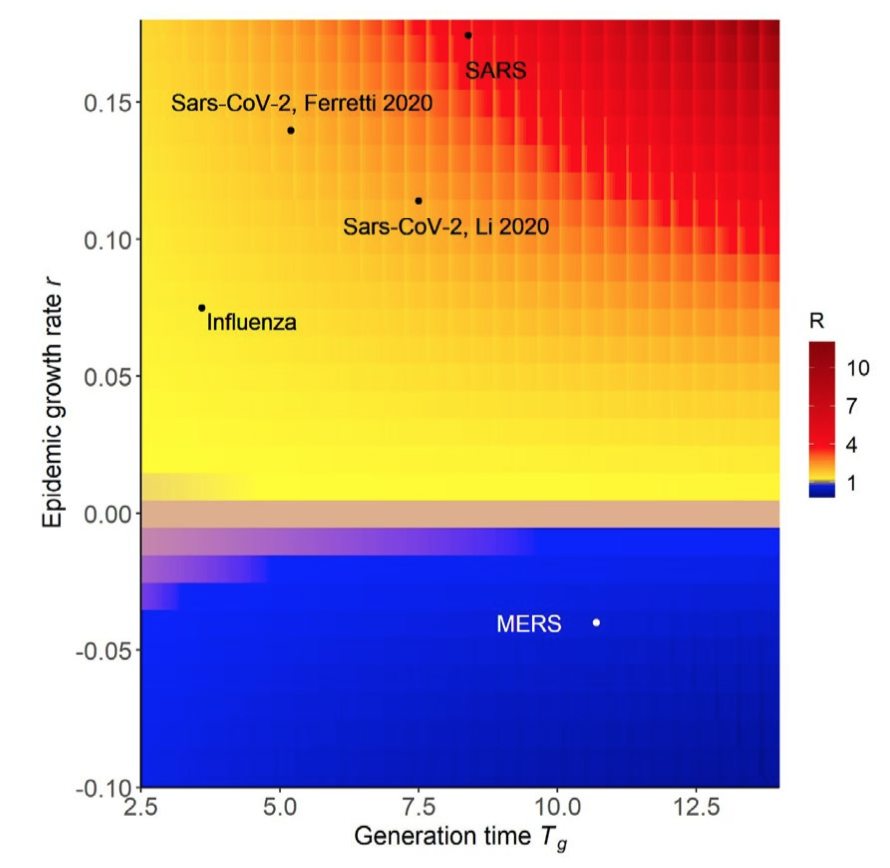 SARS
0.15
Sars-CoV-2, Ferretti 2020
Sars-CoV-2, Li 2020
0.10
Influenza
0.05
0.00
MERS
-0.05
-0.10
Epidemic growth rate r
2.5 5.0 7.5 10.0 12.5
Generation time Tg
R
10
7
4
1